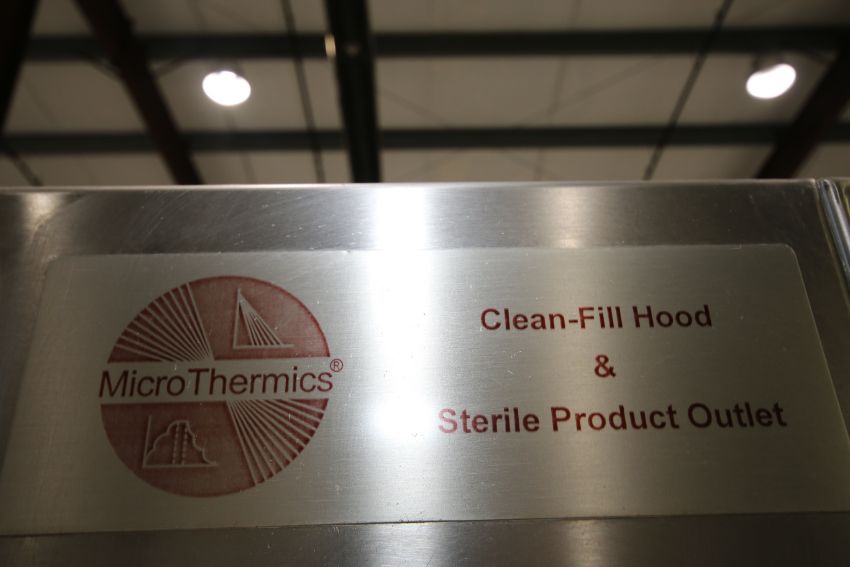 MicroThermics®
Clean-Fill Hood
&
Sterile Product Outlet